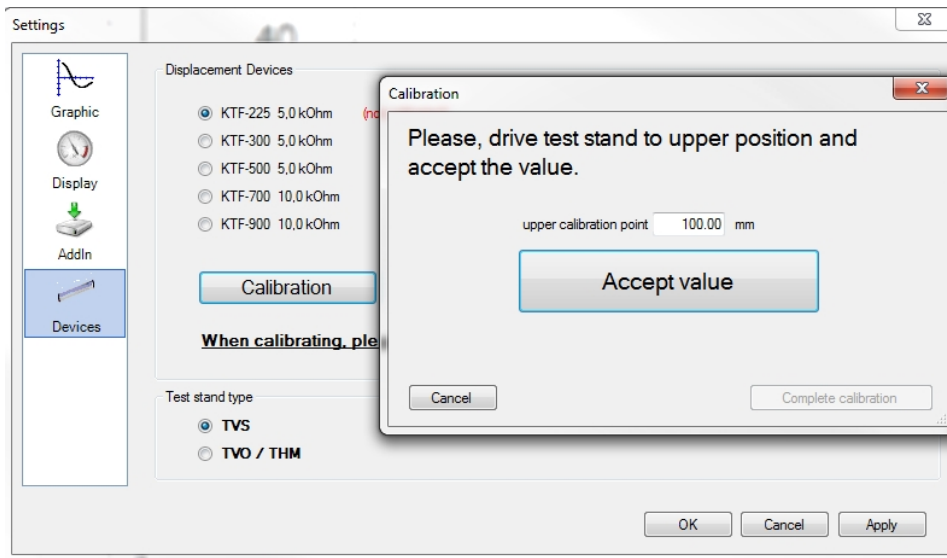 Settings
40
Graphic
Display
AddIn
Devices
Displacement Devices
KTF-225 5,0 kOhm
KTF-300 5,0 kOhm
KTF-500 5,0 kOhm
KTF-700 10,0 kOhm
KTF-900 10,0 kOhm
Calibration
When calibrating,
Test stand type
TVS
TVO / THM
Calibration
Please, drive test stand to upper position and
accept the value.
upper calibration point 100.00 mm
Accept value
Cancel
Complete calibration
OK Cancel Apply